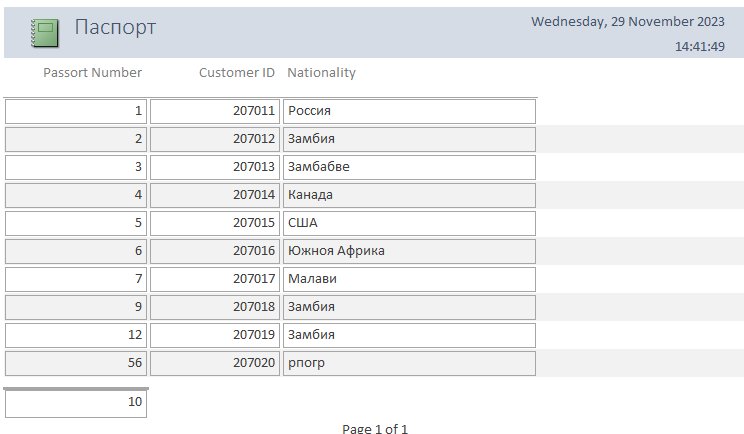 Паспорт
Wednesday, 29 November 2023
14:41:49
Passort Number Customer ID Nationality
1 207011 Россия
2 207012 Замбия
3 207013 Замбабве
4 207014 Канада
5 207015 США
6 207016 Южноя Африка
7 207017 Малави
9 207018 Замбия
12 207019 Замбия
56 207020 рпогр
10
Page 1 of 1